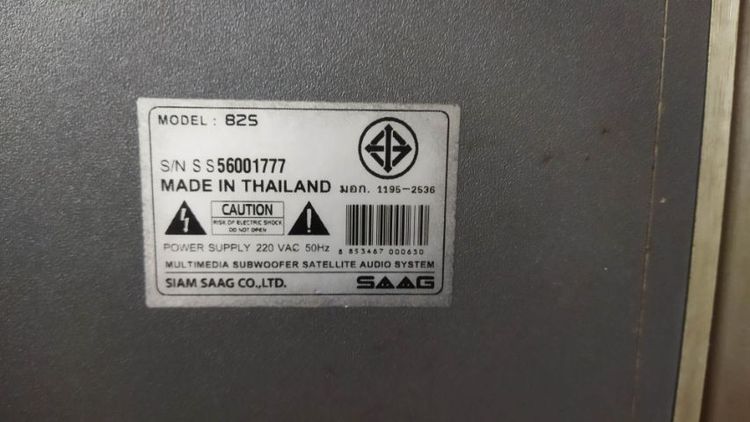 MODEL : 82S
S/N S S56001777
MADE IN THAILAND มอก. 1195-2536
CAUTION
RISK OF ELECTRIC SHOCK
DO NOT OPEN
POWER SUPPLY 220 VAC 50Hz
8 853467 000650
MULTIMEDIA SUBWOOFER SATELLITE AUDIO SYSTEM
SIAM SAAG CO.,LTD. SAAG